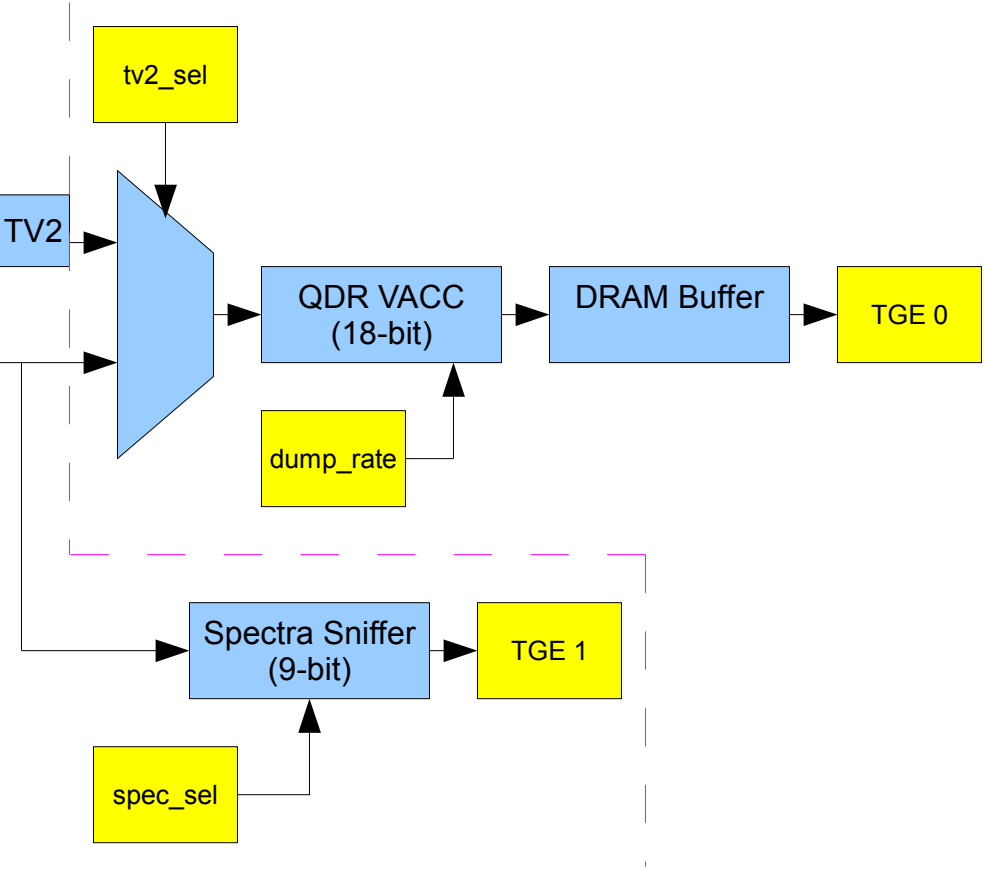 tv2_sel
TV2
QDR VACC
(18-bit)
DRAM Buffer
TGE 0
dump_rate
Spectra Sniffer
(9-bit)
TGE 1
spec_sel